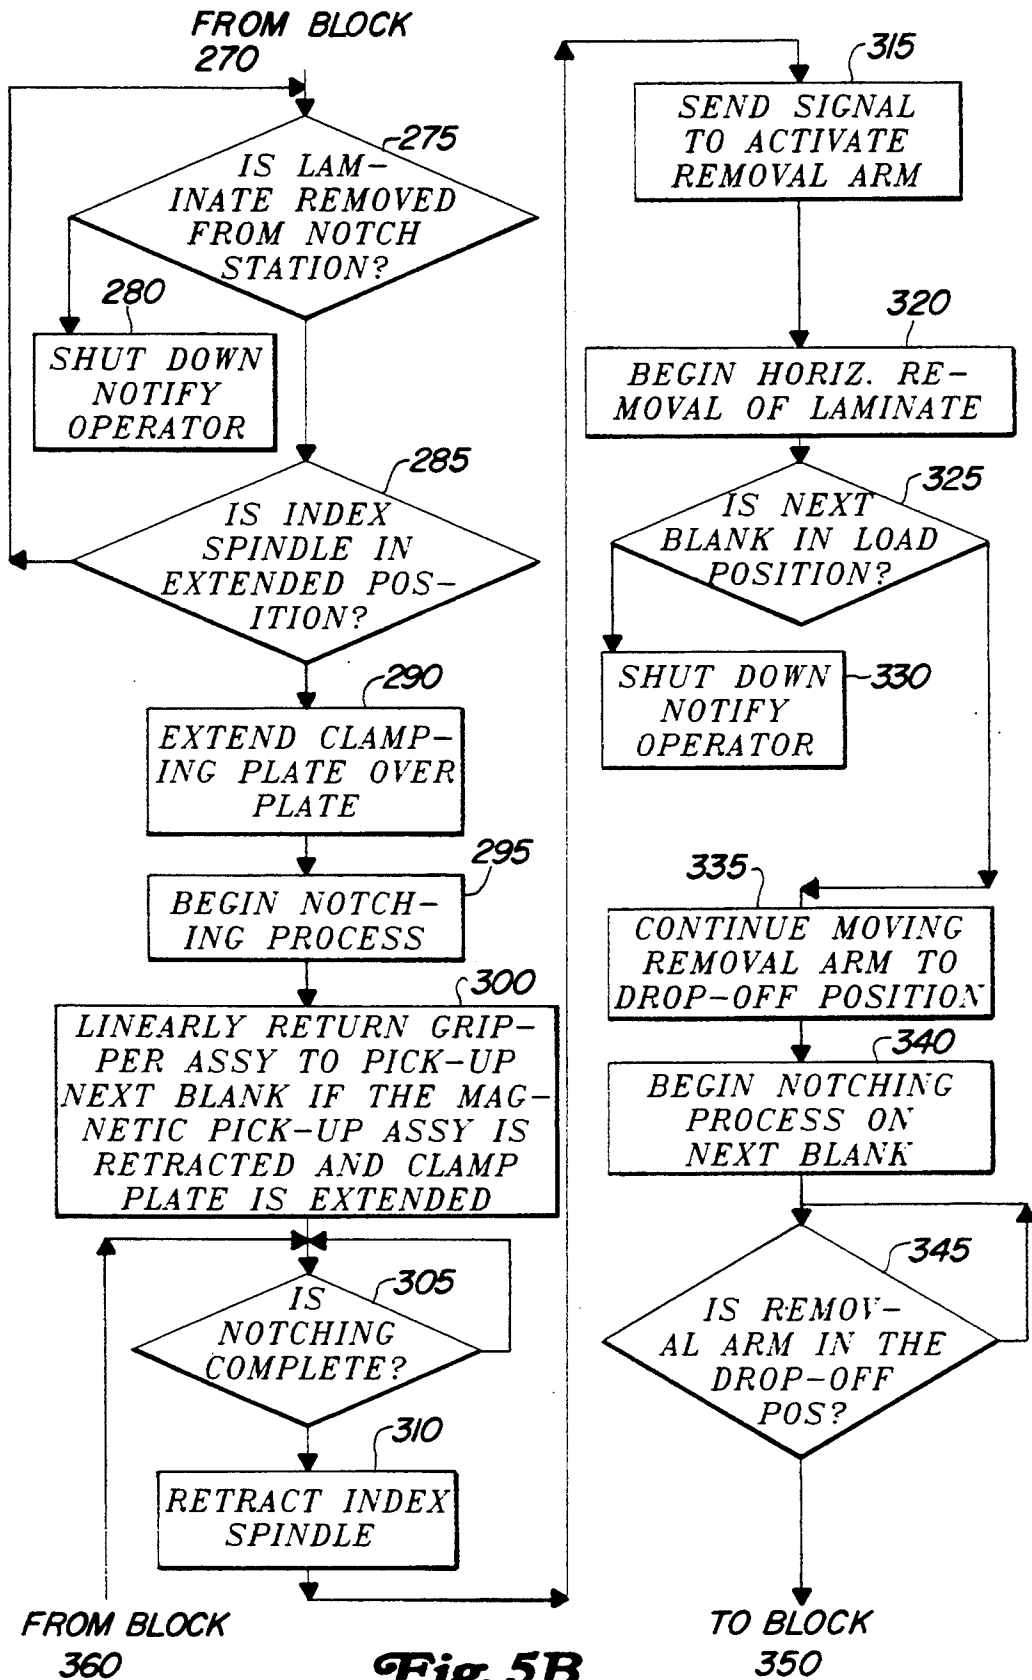 FROM BLOCK
270
275
IS LAM-
INATE REMOVED
FROM NOTCH
STATION?
280
SHUT DOWN
NOTIFY
OPERATOR
285
IS INDEX
SPINDLE IN
EXTENDED POS-
ITION?
290
EXTEND CLAMP-
ING PLATE OVER
PLATE
295
BEGIN NOTCH-
ING PROCESS
300
LINEARLY RETURN GRIP-
PER ASSY TO PICK-UP
NEXT BLANK IF THE MAG-
NETIC PICK-UP ASSY IS
RETRACTED AND CLAMP
PLATE IS EXTENDED
305
IS
NOTCHING
COMPLETE?
310
RETRACT INDEX
SPINDLE
FROM BLOCK
360
315
SEND SIGNAL
TO ACTIVATE
REMOVAL ARM
320
BEGIN HORIZ. RE-
MOVAL OF LAMINATE
325
IS NEXT
BLANK IN LOAD
POSITION?
330
SHUT DOWN
NOTIFY
OPERATOR
335
CONTINUE MOVING
REMOVAL ARM TO
DROP-OFF POSITION
340
BEGIN NOTCHING
PROCESS ON
NEXT BLANK
345
IS REMOV-
AL ARM IN THE
DROP-OFF
POS?
TO BLOCK
350
Fig. 5B